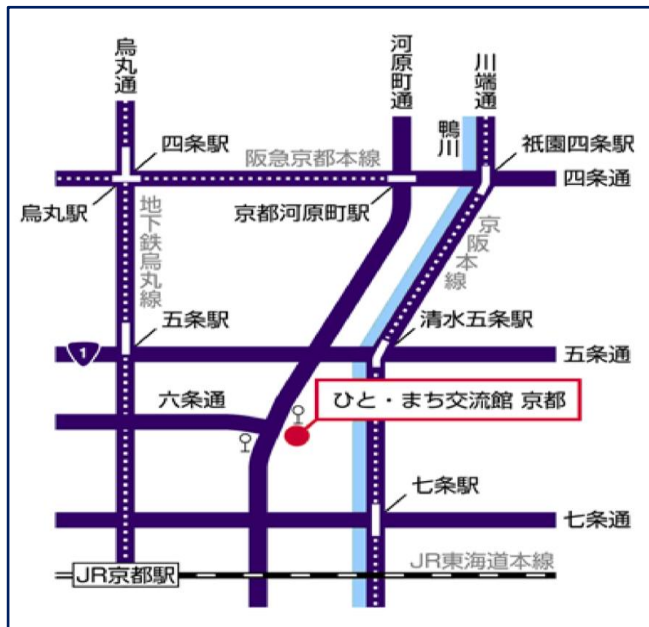 烏丸通
河原町通
川端通
鴨川
四条駅
阪急京都本線
祇園四条駅
四条通
烏丸駅
京都河原町駅
地下鉄烏丸線
京阪本線
五条駅
清水五条駅
1
五条通
六条通
ひと・まち交流館 京都
七条駅
七条通
JR京都駅
JR東海道本線